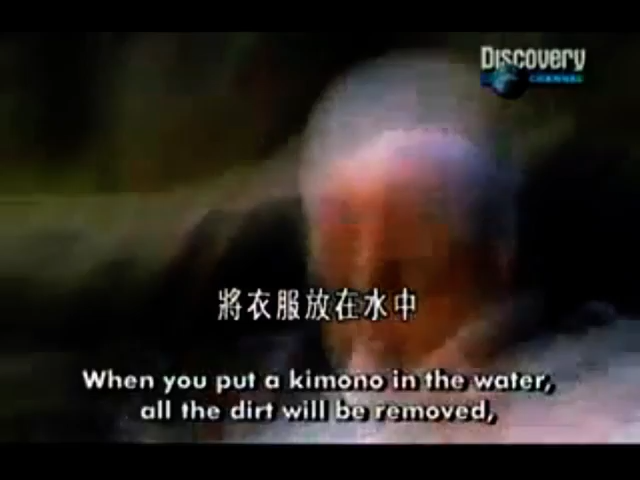 Discovery
CHANNEL
將衣服放在水中
When you put a kimono in the water,
all the dirt will be removed,